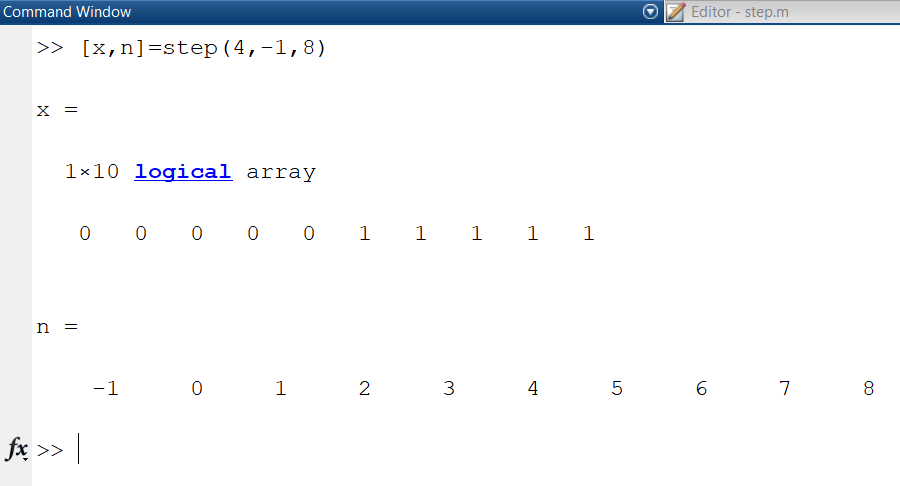 Command Window Editor - step.m
>> [x,n]=step(4,-1,8)
x =
1×10 logical array
0 0 0 0 0 1 1 1 1 1
n =
-1 0 1 2 3 4 5 6 7 8
fx >>